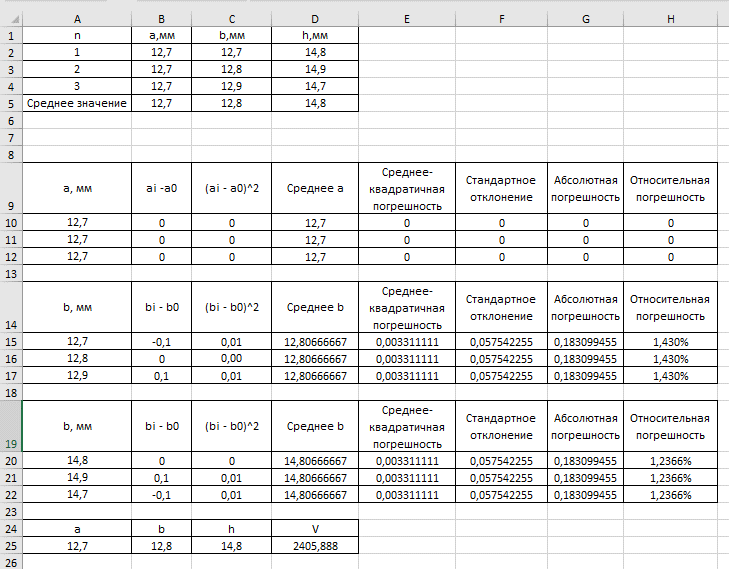 A B C D E F G H
1 n a,мм b,мм h,мм
2 1 12,7 12,7 14,8
3 2 12,7 12,8 14,9
4 3 12,7 12,9 14,7
5 Среднее значение 12,7 12,8 14,8
6
7
8
Среднее-
a, мм ai -a0 (ai - a0)^2 Среднее a квадратичная Стандартное Абсолютная Относительная
9 погрешность отклонение погрешность погрешность
10 12,7 0 0 12,7 0 0 0 0
11 12,7 0 0 12,7 0 0 0 0
12 12,7 0 0 12,7 0 0 0 0
13
Среднее-
b, мм bi - b0 (bi - b0)^2 Среднее b квадратичная Стандартное Абсолютная Относительная
14 погрешность отклонение погрешность погрешность
15 12,7 -0,1 0,01 12,80666667 0,003311111 0,057542255 0,183099455 1,430%
16 12,8 0 0,00 12,80666667 0,003311111 0,057542255 0,183099455 1,430%
17 12,9 0,1 0,01 12,80666667 0,003311111 0,057542255 0,183099455 1,430%
18
Среднее-
b, мм bi - b0 (bi - b0)^2 Среднее b квадратичная Стандартное Абсолютная Относительная
19 погрешность отклонение погрешность погрешность
20 14,8 0 0 14,80666667 0,003311111 0,057542255 0,183099455 1,2366%
21 14,9 0,1 0,01 14,80666667 0,003311111 0,057542255 0,183099455 1,2366%
22 14,7 -0,1 0,01 14,80666667 0,003311111 0,057542255 0,183099455 1,2366%
23
24 a b h V
25 12,7 12,8 14,8 2405,888
26